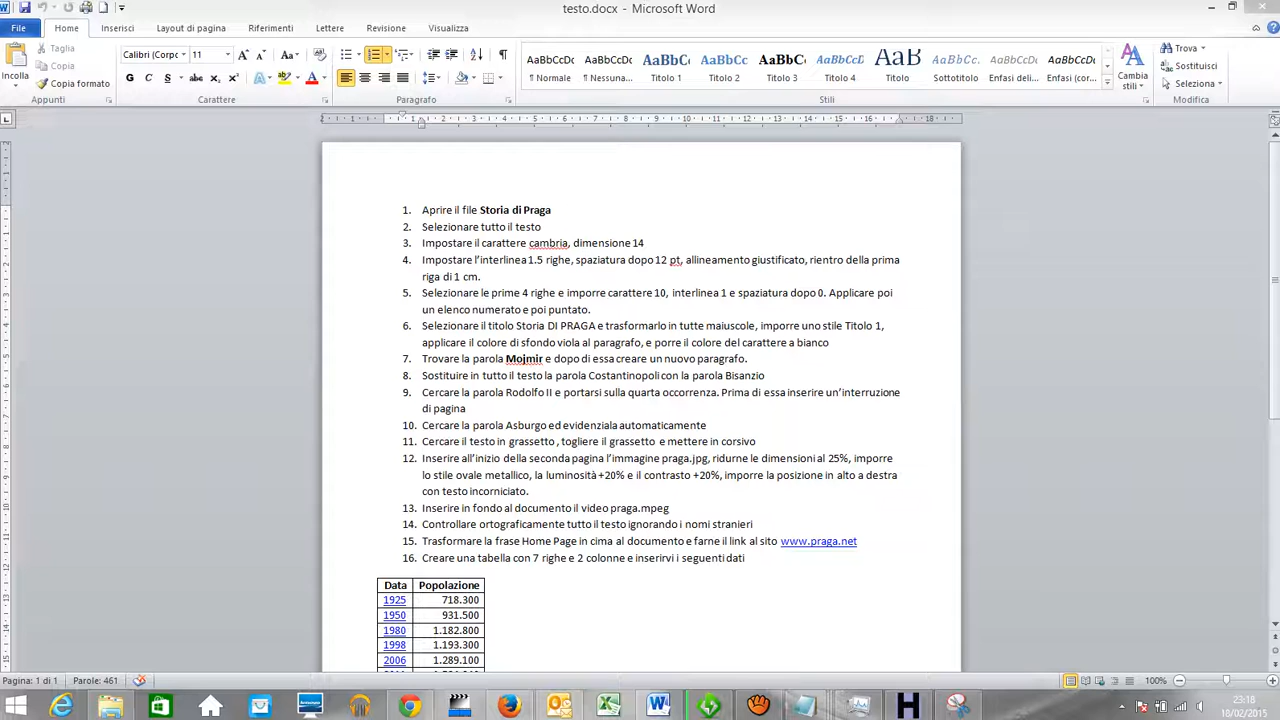 testo.docx - Microsoft Word
File Home Inserisci Layout di pagina Riferimenti Lettere Revisione Visualizza
Taglia
Copia
Copia formato
Incolla
Calibri (Corpo 11
AaBbCcDc AaBbCcDc AaBbCc AaBbCc AaBbCc AaBbCcD AaB AaBbCc. AaBbCcDc AaBbCcDc
¶ Normale ¶ Nessuna... Titolo 1 Titolo 2 Titolo 3 Titolo 4 Titolo Sottotitolo Enfasi deli... Enfasi (cor...
Cambia stili
Trova
Sostituisci
Seleziona
Appunti Carattere Paragrafo Stili Modifica
1. Aprire il file Storia di Praga
2. Selezionare tutto il testo
3. Impostare il carattere cambria, dimensione 14
4. Impostare l'interlinea 1.5 righe, spaziatura dopo 12 pt, allineamento giustificato, rientro della prima
riga di 1 cm.
5. Selezionare le prime 4 righe e imporre carattere 10, interlinea 1 e spaziatura dopo 0. Applicare poi
un elenco numerato e poi puntato.
6. Selezionare il titolo Storia DI PRAGA e trasformarlo in tutte maiuscole, imporre uno stile Titolo 1,
applicare il colore di sfondo viola al paragrafo, e porre il colore del carattere a bianco
7. Trovare la parola Mojmir e dopo di essa creare un nuovo paragrafo.
8. Sostituire in tutto il testo la parola Costantinopoli con la parola Bisanzio
9. Cercare la parola Rodolfo II e portarsi sulla quarta occorrenza. Prima di essa inserire un'interruzione
di pagina
10. Cercare la parola Asburgo ed evidenziala automaticamente
11. Cercare il testo in grassetto , togliere il grassetto e mettere in corsivo
12. Inserire all'inizio della seconda pagina l'immagine praga.jpg, ridurne le dimensioni al 25%, imporre
lo stile ovale metallico, la luminosità +20% e il contrasto +20%, imporre la posizione in alto a destra
con testo incorniciato.
13. Inserire in fondo al documento il video praga.mpeg
14. Controllare ortograficamente tutto il testo ignorando i nomi stranieri
15. Trasformare la frase Home Page in cima al documento e farne il link al sito www.praga.net
16. Creare una tabella con 7 righe e 2 colonne e inserirvi i seguenti dati
Data Popolazione
1925 718.300
1950 931.500
1980 1.182.800
1998 1.193.300
2006 1.289.100
Pagina: 1 di 1 Parole: 461 100%
23:18
18/02/2015